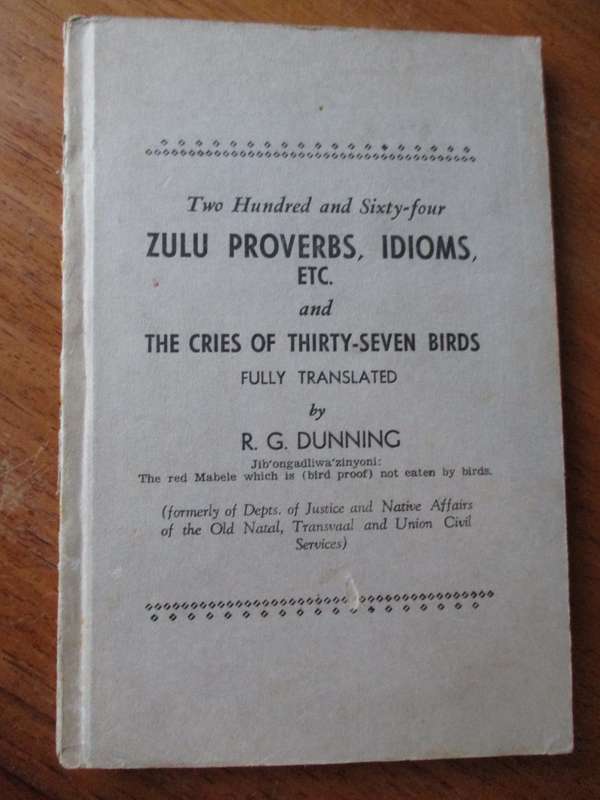 Two Hundred and Sixty-four
ZULU PROVERBS, IDIOMS,
ETC.
and
THE CRIES OF THIRTY-SEVEN BIRDS
FULLY TRANSLATED
by
R. G. DUNNING
Jib'ongadliwa'zinyoni:
The red Mabele which is (bird proof) not eaten by birds.
(formerly of Depts. of Justice and Native Affairs
of the Old Natal, Transvaal and Union Civil
Services)